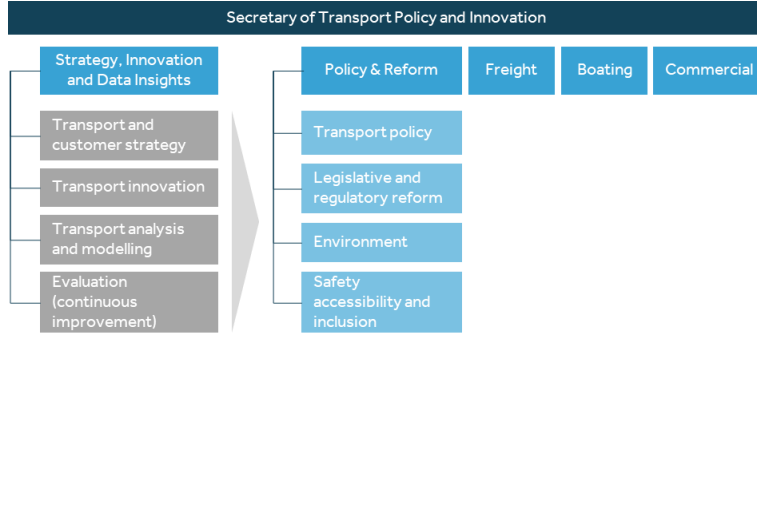 Secretary of Transport Policy and Innovation
Strategy, Innovation
and Data Insights
Policy & Reform
Freight
Boating
Commercial
Transport and
customer strategy
Transport innovation
Transport analysis
and modelling
Evaluation
(continuous
improvement)
Transport policy
Legislative and
regulatory reform
Environment
Safety
accessibility and
inclusion